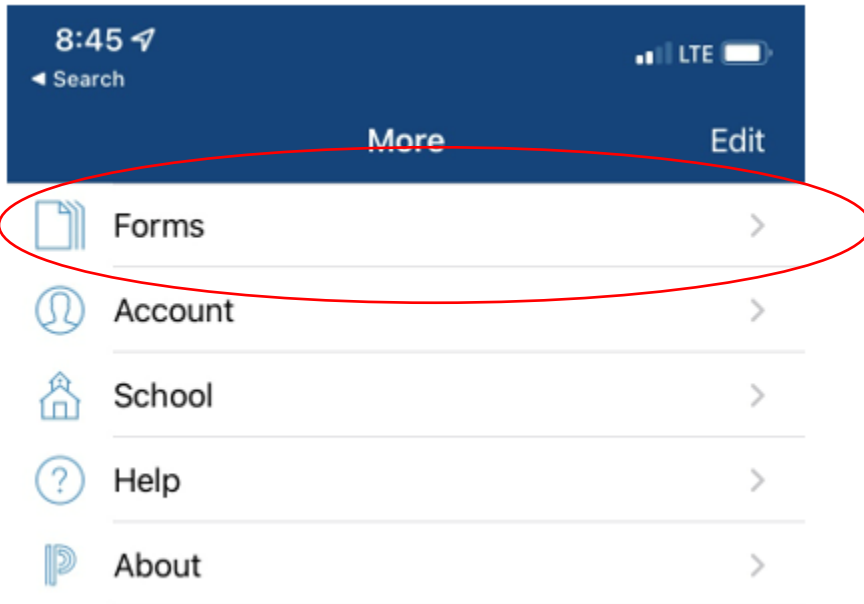 8:45
LTE
◀ Search
More
Edit
Forms
Account
School
Help
About